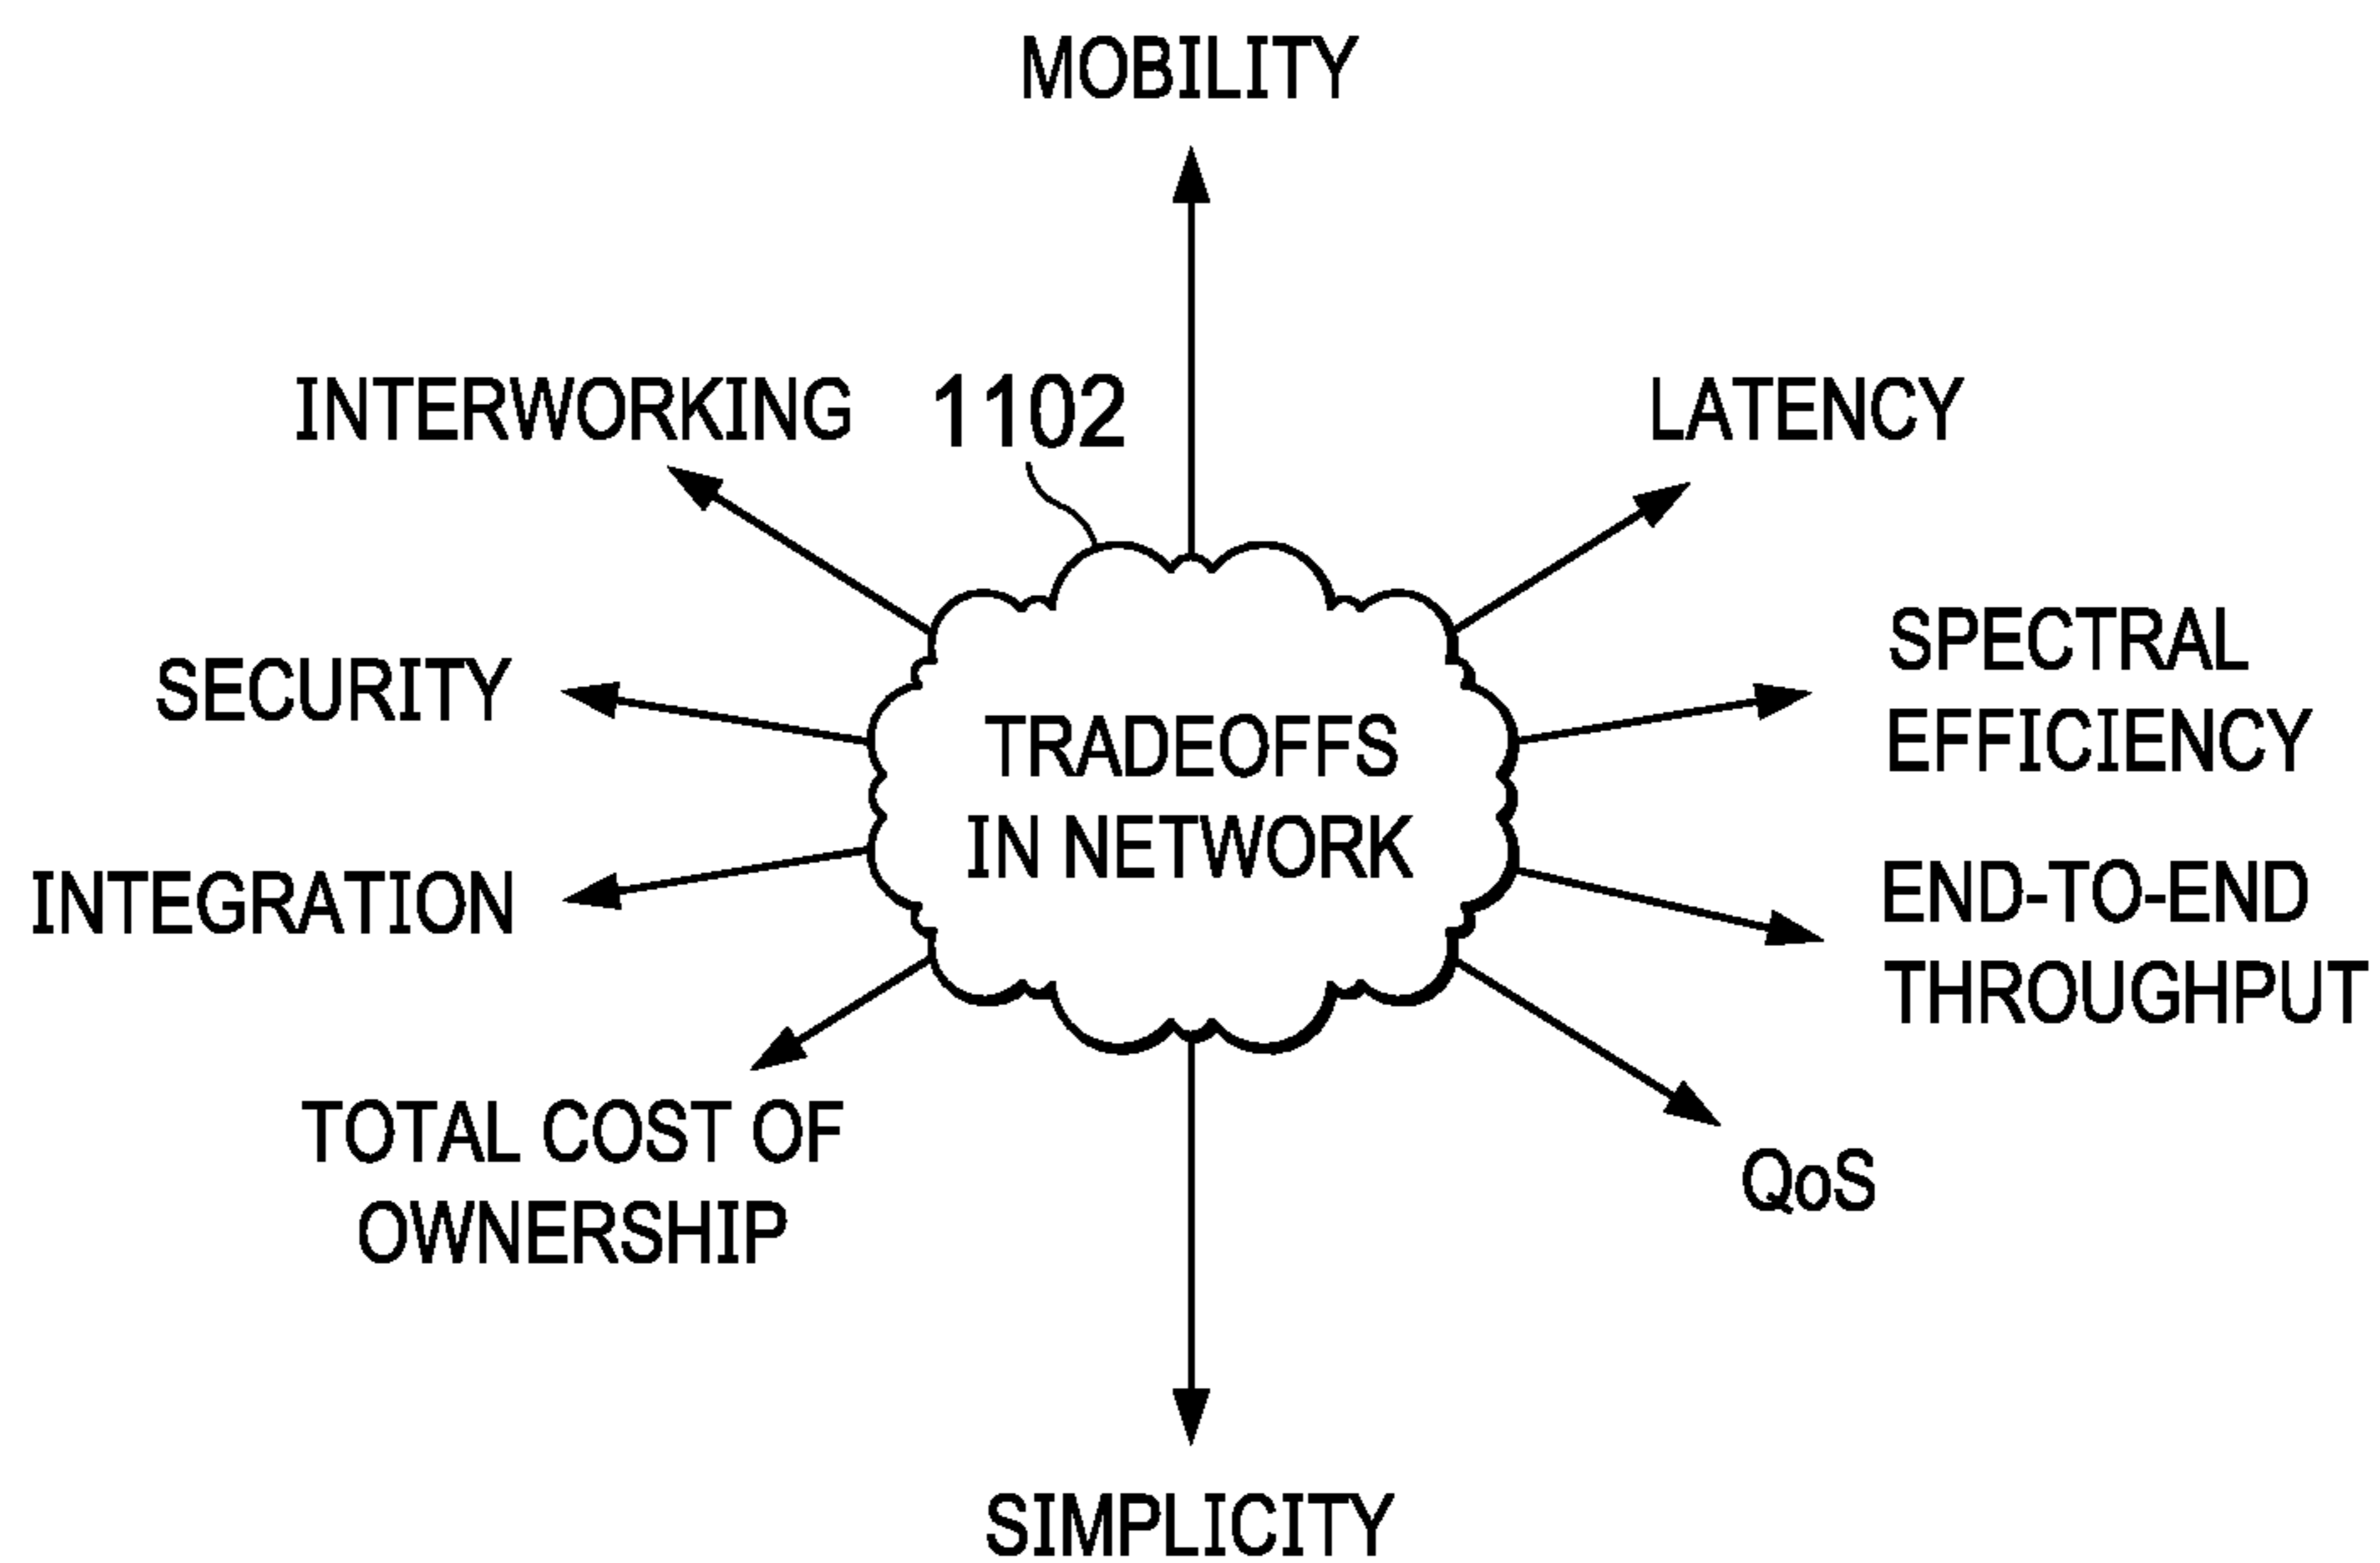 MOBILITY
INTERWORKING
1102
LATENCY
SPECTRAL
EFFICIENCY
SECURITY
TRADEOFFS
IN NETWORK
END-TO-END
THROUGHPUT
INTEGRATION
TOTAL COST OF
OWNERSHIP
QoS
SIMPLICITY